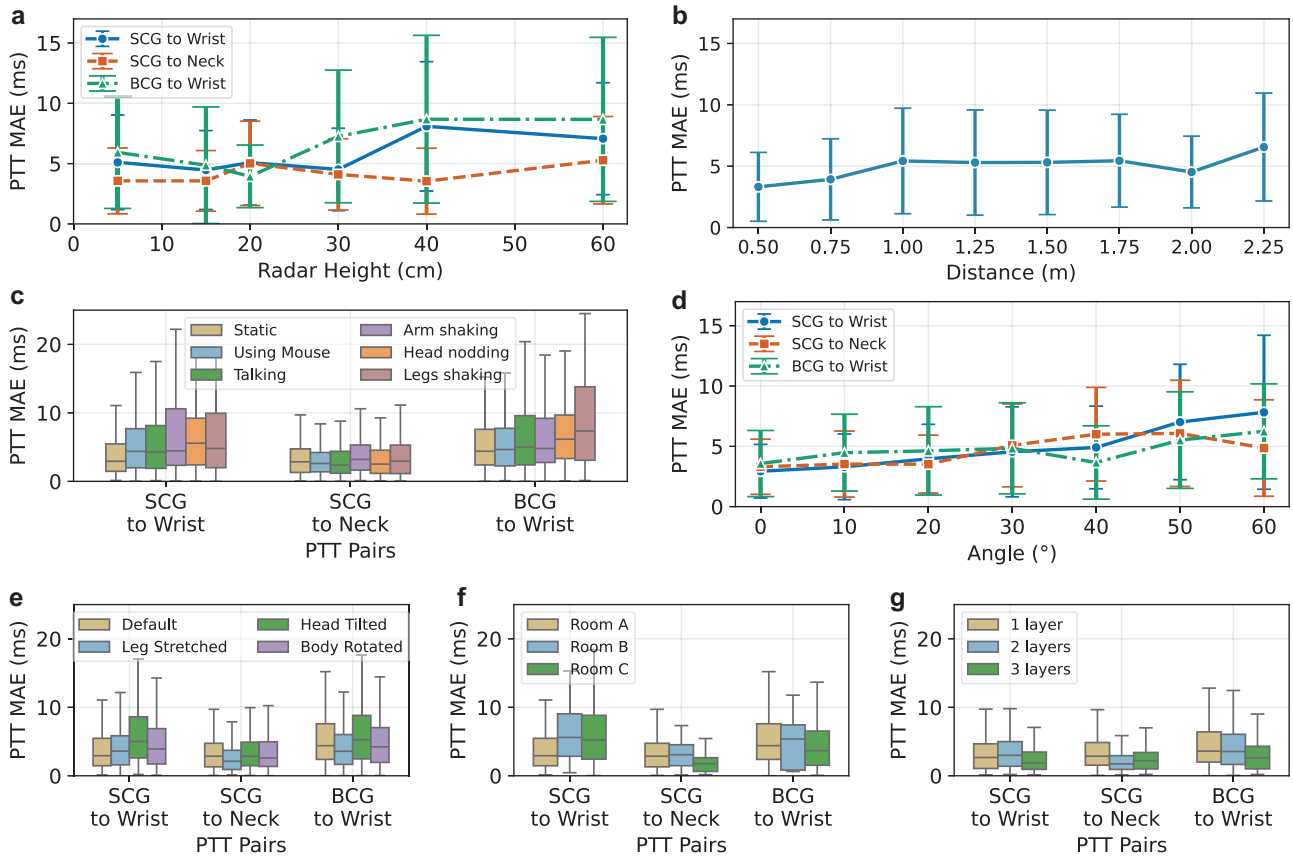 a
PTT MAE (ms)
15
10
5
0
SCG to Wrist
SCG to Neck
BCG to Wrist
0 10 20 30 40 50 60
Radar Height (cm)
b
PTT MAE (ms)
15
10
5
0
0.50 0.75 1.00 1.25 1.50 1.75 2.00 2.25
Distance (m)
c
PTT MAE (ms)
20
10
0
Static
Using Mouse
Talking
Arm shaking
Head nodding
Legs shaking
SCG to Wrist
SCG to Neck
BCG to Wrist
PTT Pairs
d
PTT MAE (ms)
15
10
5
0
SCG to Wrist
SCG to Neck
BCG to Wrist
0 10 20 30 40 50 60
Angle (°)
e
PTT MAE (ms)
20
10
0
Default
Leg Stretched
Head Tilted
Body Rotated
SCG to Wrist
SCG to Neck
BCG to Wrist
PTT Pairs
f
PTT MAE (ms)
20
10
0
Room A
Room B
Room C
SCG to Wrist
SCG to Neck
BCG to Wrist
PTT Pairs
g
PTT MAE (ms)
20
10
0
1 layer
2 layers
3 layers
SCG to Wrist
SCG to Neck
BCG to Wrist
PTT Pairs